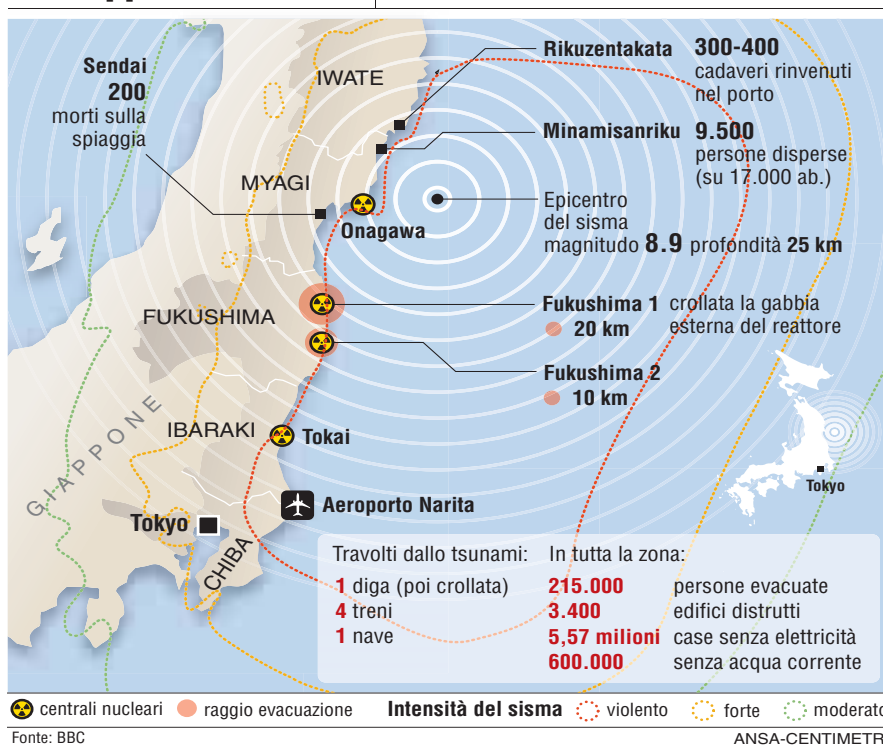 Sendai
200
morti sulla
spiaggia
IWATE
Rikuzentakata
300-400
cadaveri rinvenuti
nel porto
Minamisanriku
9.500
persone disperse
(su 17.000 ab.)
MYAGI
Onagawa
Epicentro
del sisma
magnitudo 8.9 profondità 25 km
FUKUSHIMA
Fukushima 1
20 km
crollata la gabbia
esterna del reattore
Fukushima 2
10 km
GIAPPONE
IBARAKI
Tokai
Tokyo
Aeroporto Narita
Tokyo
CHIBA
Travolti dallo tsunami:
1 diga (poi crollata)
4 treni
1 nave
In tutta la zona:
215.000 persone evacuate
3.400 edifici distrutti
5,57 milioni case senza elettricità
600.000 senza acqua corrente
centrali nucleari raggio evacuazione Intensità del sisma violento forte moderato
Fonte: BBC
ANSA-CENTIMETR